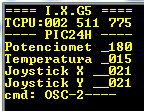 ==== I.X.G5 ====
TCPU:002 511 775
---- PIC24H ----
Potenciomet _180
Temperatura _015
Joystick X __021
Joystick Y __021
cmd: OSC-2----